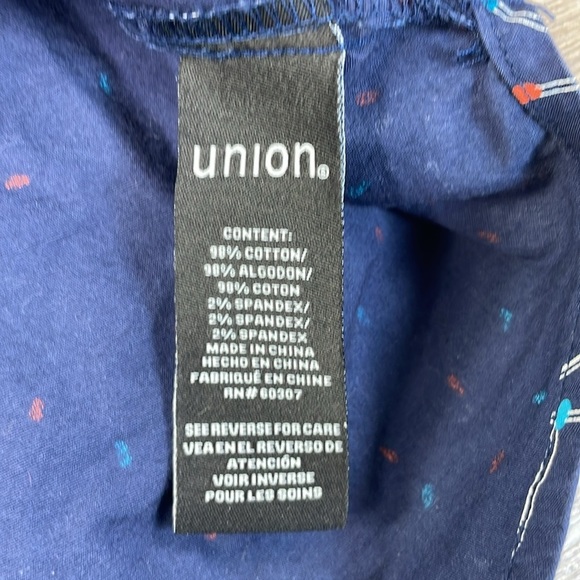 union®
CONTENT:
98% COTTON/
98% ALGODON/
98% COTON
2% SPANDEX/
2% SPANDEX/
2% SPANDEX
MADE IN CHINA
HECHO EN CHINA
FABRIQUÉ EN CHINE
RN# 60307
SEE REVERSE FOR CARE
VEA EN EL REVERSO DE
ATENCIÓN
VOIR INVERSE
POUR LES SOINS